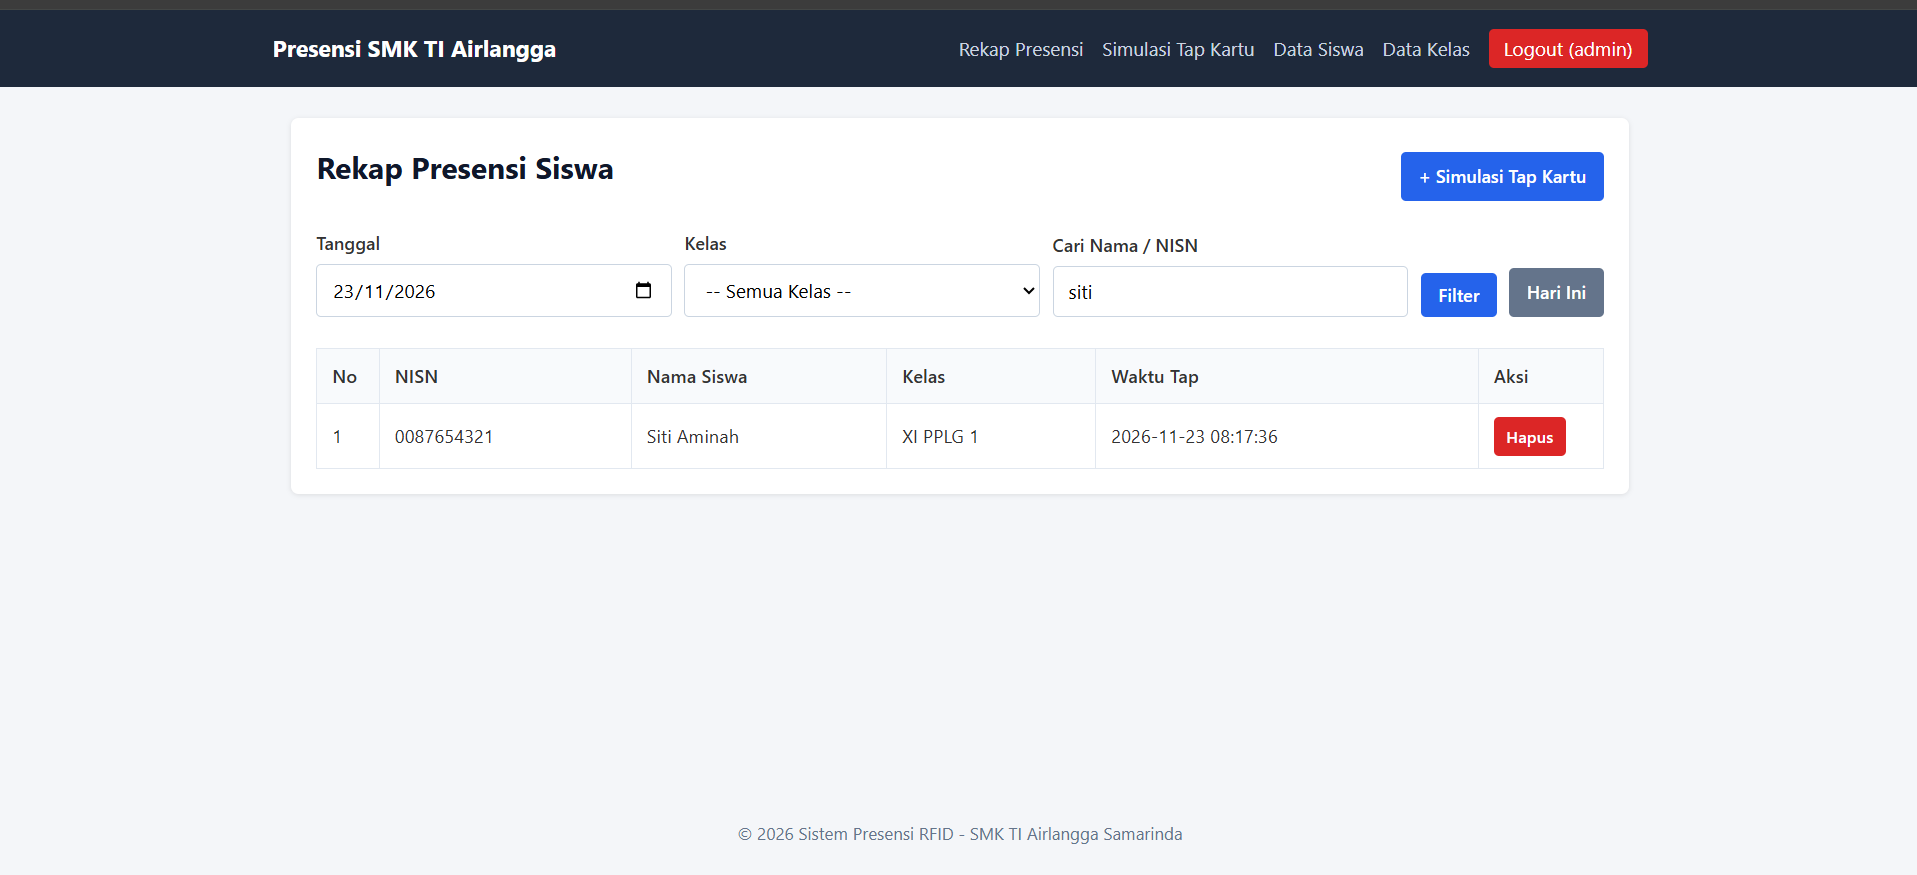 Presensi SMK TI Airlangga
Rekap Presensi Simulasi Tap Kartu Data Siswa Data Kelas Logout (admin)
Rekap Presensi Siswa
+ Simulasi Tap Kartu
Tanggal Kelas Cari Nama / NISN
23/11/2026 -- Semua Kelas -- siti Filter Hari Ini
No NISN Nama Siswa Kelas Waktu Tap Aksi
1 0087654321 Siti Aminah XI PPLG 1 2026-11-23 08:17:36 Hapus
© 2026 Sistem Presensi RFID - SMK TI Airlangga Samarinda